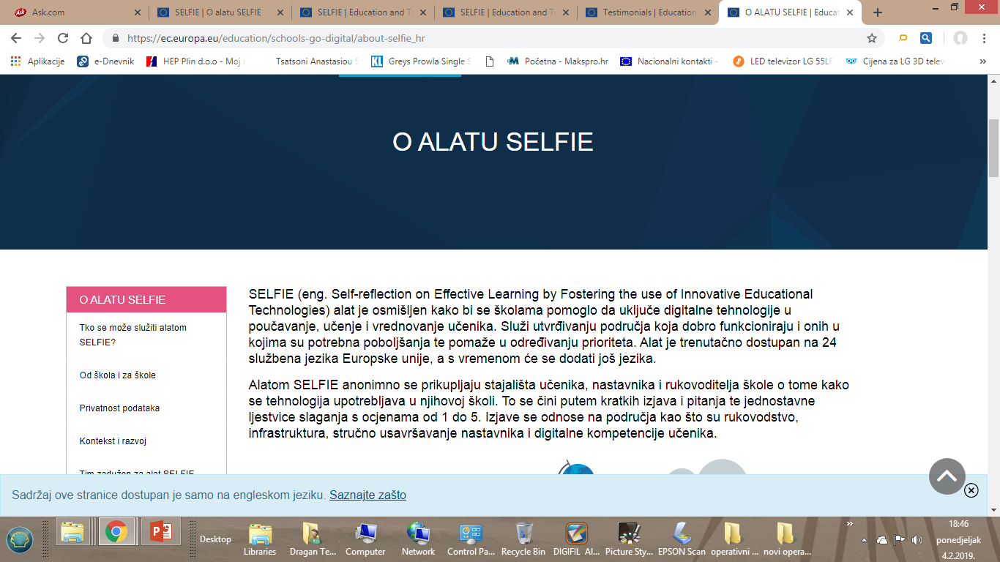 Ask.com
SELFIE | O alatu SELFIE
SELFIE | Education and Tr
SELFIE | Education and Tr
Testimonials | Education
O ALATU SELFIE | Educat
https://ec.europa.eu/education/schools-go-digital/about-selfie_hr
Aplikacije
e-Dnevnik
HEP Plin d.o.o - Moj r
Tsatsoni Anastasiou S
KL
Greys Prowla Single S
Početna - Makspro.hr
Nacionalni kontakti -
LED televizor LG 55LF
Cijena za LG 3D telev
»
O ALATU SELFIE
O ALATU SELFIE
Tko se može služiti alatom
SELFIE?
Od škola i za škole
Privatnost podataka
Kontekst i razvoj
Tim zadužen za alat SELFIE
SELFIE (eng. Self-reflection on Effective Learning by Fostering the use of Innovative Educational
Technologies) alat je osmišljen kako bi se školama pomoglo da uključe digitalne tehnologije u
poučavanje, učenje i vrednovanje učenika. Služi utvrđivanju područja koja dobro funkcioniraju i onih u
kojima su potrebna poboljšanja te pomaže u određivanju prioriteta. Alat je trenutačno dostupan na 24
službena jezika Europske unije, a s vremenom će se dodati još jezika.
Alatom SELFIE anonimno se prikupljaju stajališta učenika, nastavnika i rukovoditelja škole o tome kako
se tehnologija upotrebljava u njihovoj školi. To se čini putem kratkih izjava i pitanja te jednostavne
ljestvice slaganja s ocjenama od 1 do 5. Izjave se odnose na područja kao što su rukovodstvo,
infrastruktura, stručno usavršavanje nastavnika i digitalne kompetencije učenika.
Sadržaj ove stranice dostupan je samo na engleskom jeziku. Saznajte zašto
Desktop
Libraries
Dragan Te...
Computer
Network
Control Pa...
Recycle Bin
DIGIFIL Al...
Picture Sty...
EPSON Scan
operativni ...
novi opera...
»
18:46
ponedjeljak
4.2.2019.